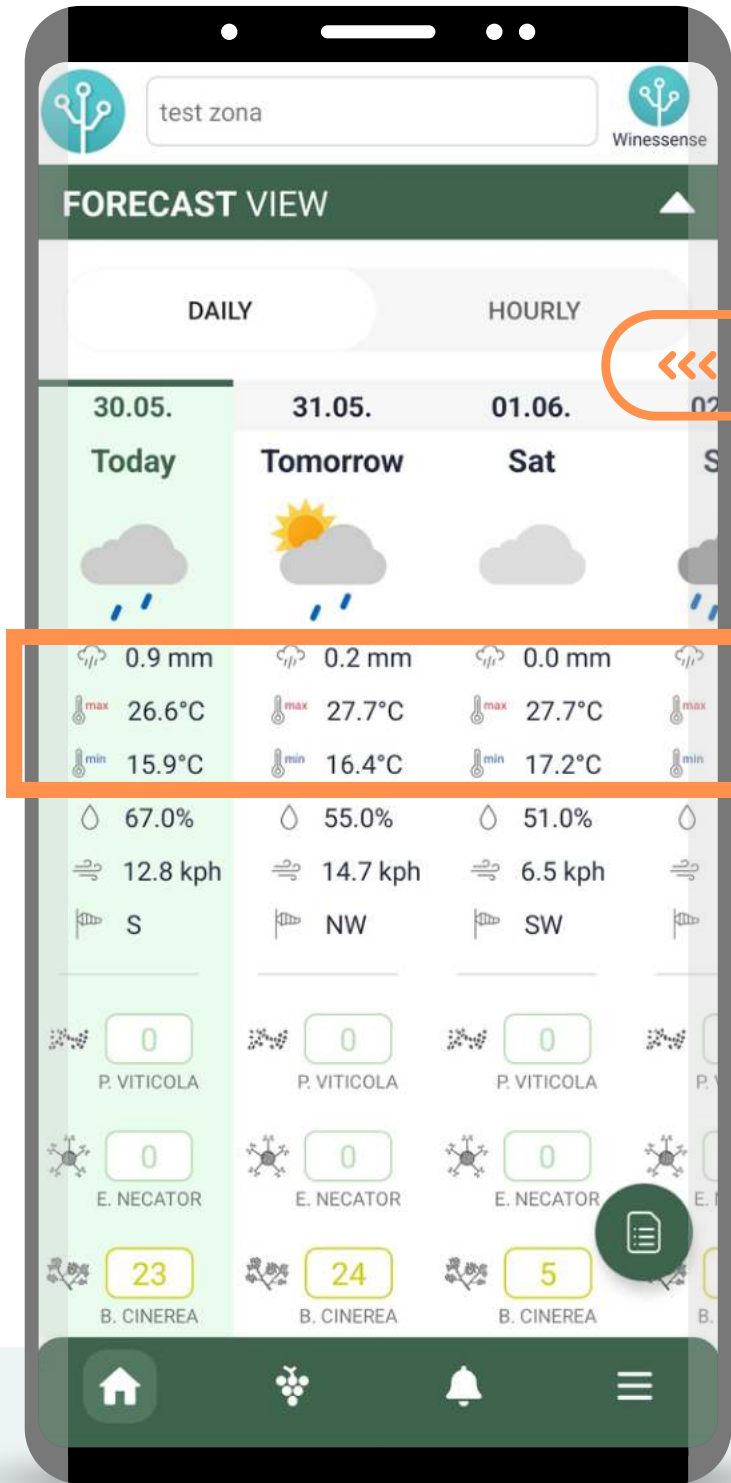 test zona
Winessense
FORECAST VIEW
DAILY HOURLY
30.05. 31.05. 01.06. 02
Today Tomorrow Sat S
0.9 mm 0.2 mm 0.0 mm
max 26.6°C max 27.7°C max 27.7°C max
min 15.9°C min 16.4°C min 17.2°C min
67.0% 55.0% 51.0%
12.8 kph 14.7 kph 6.5 kph
S NW SW
0 0 0
P. VITICOLA P. VITICOLA P. VITICOLA P.
0 0 0
E. NECATOR E. NECATOR E. NECATOR E.
23 24 5
B. CINEREA B. CINEREA B. CINEREA B.